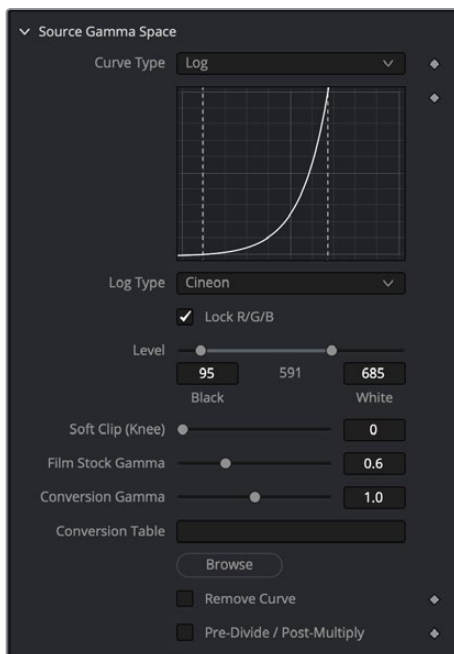 Source Gamma Space
Curve Type Log
Log Type Cineon
Lock R/G/B
Level
95 591 685
Black White
Soft Clip (Knee) 0
Film Stock Gamma 0.6
Conversion Gamma 1.0
Conversion Table
Browse
Remove Curve
Pre-Divide / Post-Multiply